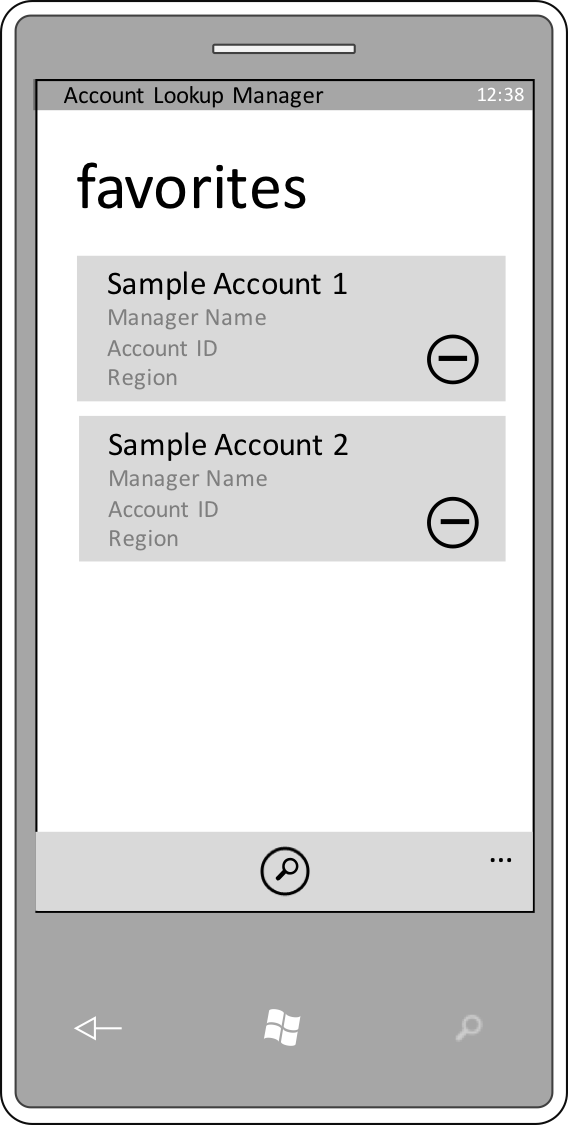 Account Lookup Manager 12:38
favorites
Sample Account 1
Manager Name
Account ID
Region
Sample Account 2
Manager Name
Account ID
Region
...